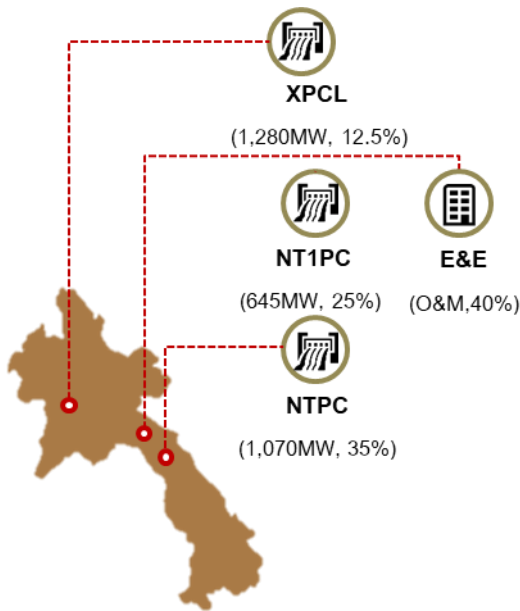 XPCL
(1,280MW, 12.5%)
NT1PC
E&E
(645MW, 25%)
(O&M,40%)
NTPC
(1,070MW, 35%)